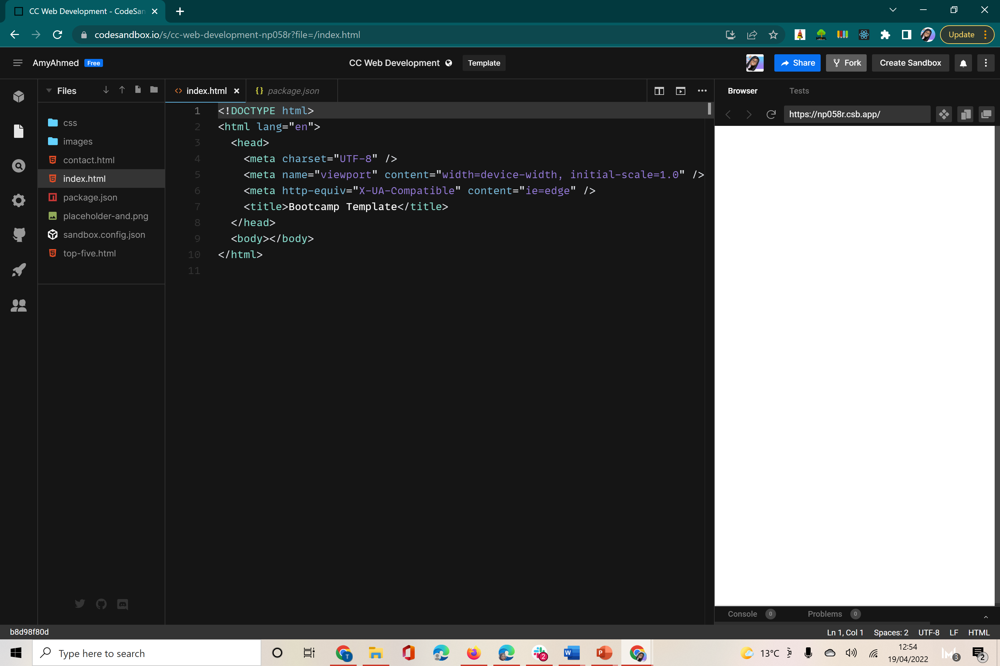 CC Web Development - CodeSan
codesandbox.io/s/cc-web-development-np058r?file=/index.html
HTML
Update
AmyAhmed Free
CC Web Development Template
Share Fork Create Sandbox
Files
index.html
{} package.json
Browser Tests
https://np058r.csb.app/
css
images
contact.html
index.html
package.json
placeholder-and.png
sandbox.config.json
top-five.html
1 <!DOCTYPE html>
2 <html lang="en">
3 <head>
4 <meta charset="UTF-8" />
5 <meta name="viewport" content="width=device-width, initial-scale=1.0" />
6 <meta http-equiv="X-UA-Compatible" content="ie=edge" />
7 <title>Bootcamp Template</title>
8 </head>
9 <body></body>
10 </html>
11
Console 0 Problems 0
b8d98f80d
Ln 1, Col 1 Spaces: 2 UTF-8 LF HTML
Type here to search
T
2
W
P
13°C
12:54
19/04/2022
3
2